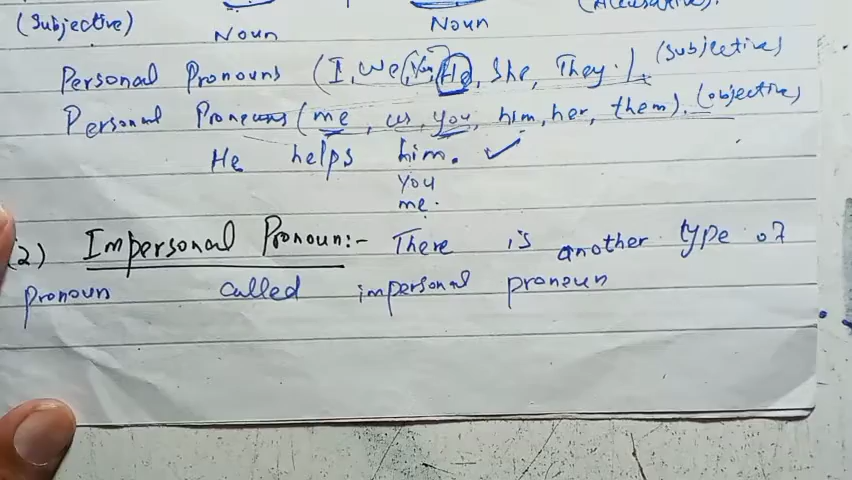 (Subjective)
Noun
Noun
(Accusative).
Personal Pronouns (I, We, You, He, She, They.). (Subjective)
Personal Pronouns (me, us, you, him, her, them). (objective)
He helps him. ✓
you
me.
(2) Impersonal Pronoun:- There is another type of
pronoun called impersonal pronoun